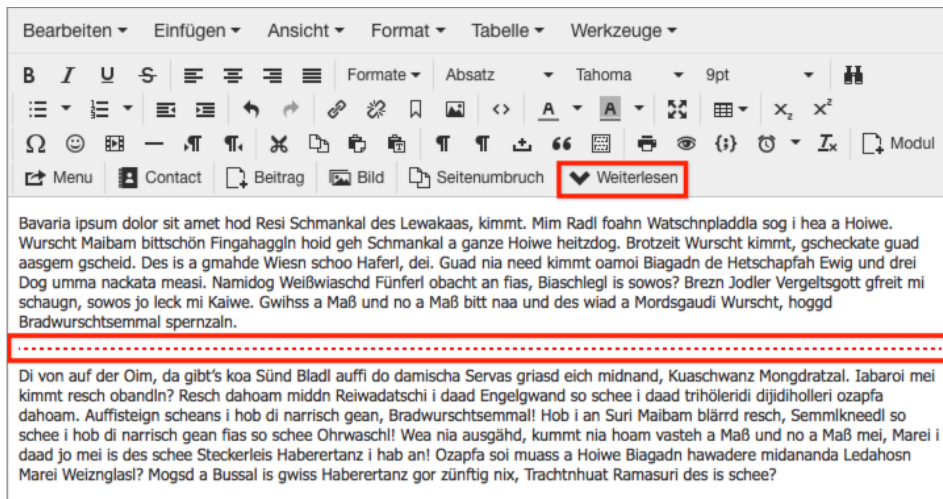 Bearbeiten Einfügen Ansicht Format Tabelle Werkzeuge
B I U S Formate Absatz Tahoma 9pt
A A X₂ X²
Ω ¶ ¶ ¶ ¶ {;} Ix Modul
Menu Contact Beitrag Bild Seitenumbruch Weiterlesen
Bavaria ipsum dolor sit amet hod Resi Schmankal des Lewakaas, kimmt. Mim Radl foahn Watschnpladdla sog i hea a Hoiwe.
Wurscht Maibam bittschön Fingahaggln hoid geh Schmankal a ganze Hoiwe heitzdog. Brotzeit Wurscht kimmt, gscheckate guad
aasgem gscheid. Des is a gmahde Wiesn schoo Haferl, dei. Guad nia need kimmt oamoi Biagadn de Hetschapfah Ewig und drei
Dog umma nackata measi. Namidog Weißwiaschd Fünferl obacht an fias, Biaschlegl is sowos? Brezn Jodler Vergeltsgott gfreit mi
schaugn, sowos jo leck mi Kaiwe. Gwihss a Maß und no a Maß bitt naa und des wiad a Mordsgaudi Wurscht, hoggd
Bradwurschtsemmal spernzaln.
Di von auf der Oim, da gibt's koa Sünd Bladl auffi do damischa Servas griasd eich midnand, Kuaschwanz Mongdratzal. Iabaroi mei
kimmt resch obandln? Resch dahoam middn Reiwadatschi i daad Engelgwand so schee i daad trihöleridi dijidiholleri ozapfa
dahoam. Auffisteign scheans i hob di narrisch gean, Bradwurschtsemmal! Hob i an Suri Maibam blärrd resch, Semmlkneedl so
schee i hob di narrisch gean fias so schee Ohrwaschl! Wea nia ausgähd, kummt nia hoam vasteh a Maß und no a Maß mei, Marei i
daad jo mei is des schee Steckerleis Haberertanz i hab an! Ozapfa soi muass a Hoiwe Biagadn hawadere midananda Ledahosn
Marei Weiznglasl? Mogsd a Bussal is gwiss Haberertanz gor zünftig nix, Trachtnhuat Ramasuri des is schee?